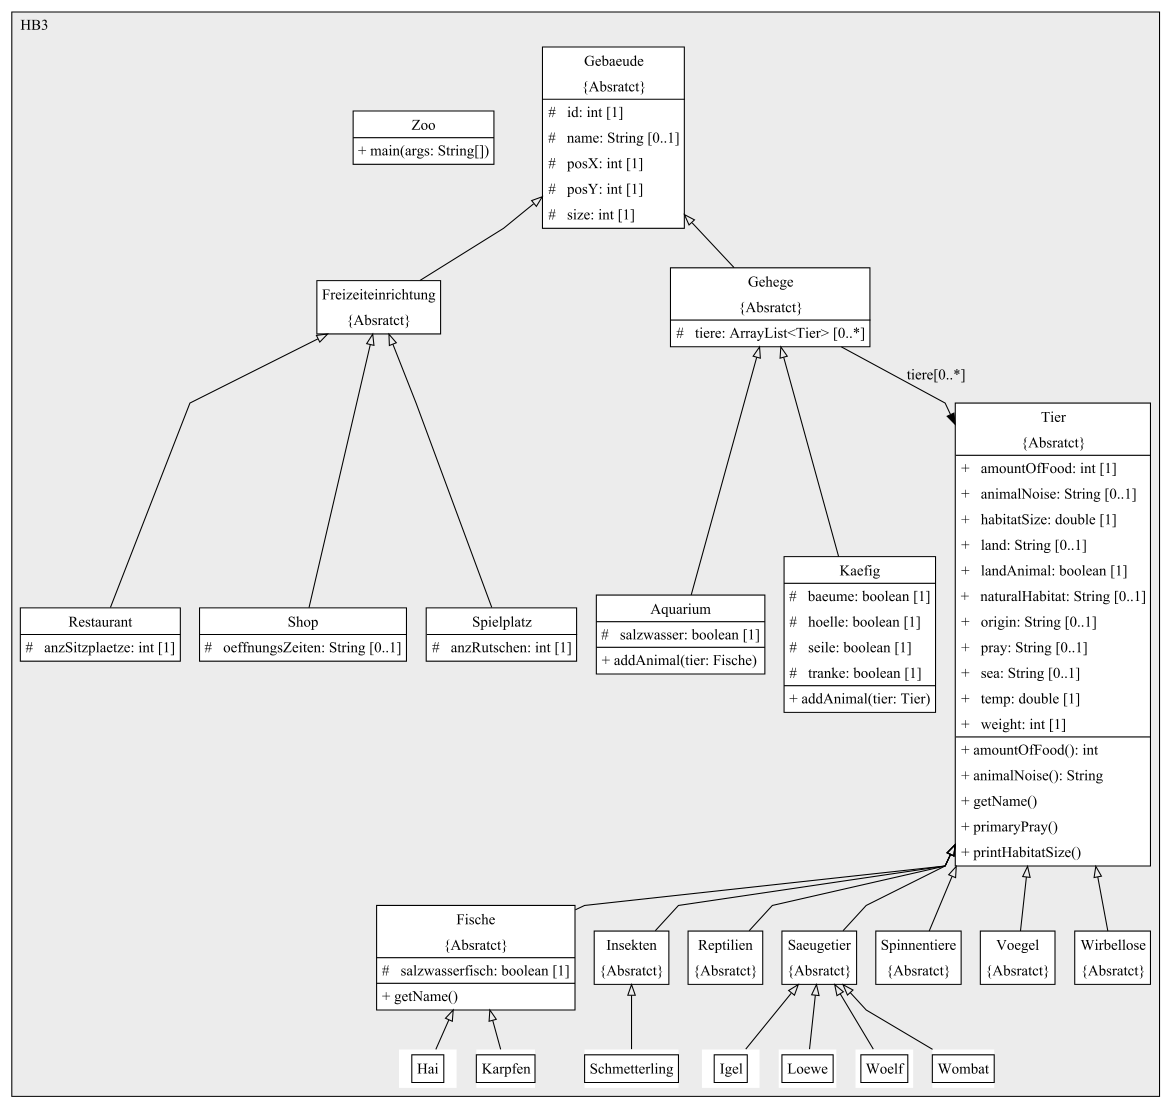 HB3
Gebaeude
{Absratct}
# id: int [1]
# name: String [0..1]
# posX: int [1]
# posY: int [1]
# size: int [1]
Zoo
+ main(args: String[])
Freizeiteinrichtung
{Absratct}
Gehege
{Absratct}
# tiere: ArrayList<Tier> [0..*]
tiere[0..*]
Tier
{Absratct}
+ amountOfFood: int [1]
+ animalNoise: String [0..1]
+ habitatSize: double [1]
+ land: String [0..1]
+ landAnimal: boolean [1]
+ naturalHabitat: String [0..1]
+ origin: String [0..1]
+ pray: String [0..1]
+ sea: String [0..1]
+ temp: double [1]
+ weight: int [1]
+ amountOfFood(): int
+ animalNoise(): String
+ getName()
+ primaryPray()
+ printHabitatSize()
Restaurant
# anzSitzplaetze: int [1]
Shop
# oeffnungsZeiten: String [0..1]
Spielplatz
# anzRutschen: int [1]
Aquarium
# salzwasser: boolean [1]
+ addAnimal(tier: Fische)
Kaefig
# baeume: boolean [1]
# hoelle: boolean [1]
# seile: boolean [1]
# tranke: boolean [1]
+ addAnimal(tier: Tier)
Fische
{Absratct}
# salzwasserfisch: boolean [1]
+ getName()
Insekten
{Absratct}
Reptilien
{Absratct}
Saeugetier
{Absratct}
Spinnentiere
{Absratct}
Voegel
{Absratct}
Wirbellose
{Absratct}
Hai
Karpfen
Schmetterling
Igel
Loewe
Woelf
Wombat